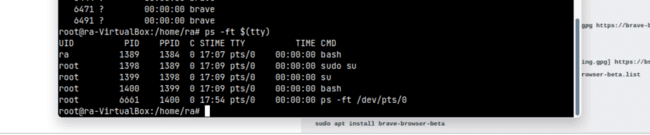 6471 ?        00:00:00 brave
6491 ?        00:00:00 brave
root@ra-VirtualBox:/home/ra# ps -ft $(tty)
UID          PID    PPID  C STIME TTY          TIME CMD
ra          1389    1384  0 17:07 pts/0    00:00:00 bash
root        1398    1389  0 17:09 pts/0    00:00:00 sudo su
root        1399    1398  0 17:09 pts/0    00:00:00 su
root        1400    1399  0 17:09 pts/0    00:00:00 bash
root        6661    1400  0 17:54 pts/0    00:00:00 ps -ft /dev/pts/0
root@ra-VirtualBox:/home/ra#
gpg https://brave-b
ing.gpg] https://b
rowser-beta.list
sudo apt install brave-browser-beta